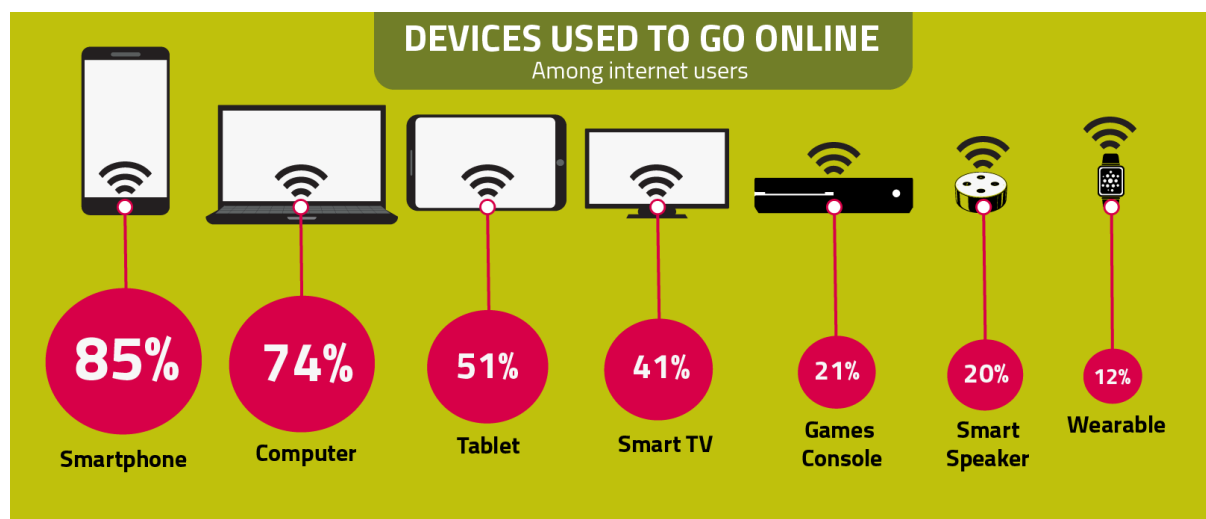 DEVICES USED TO GO ONLINE
Among internet users
85%
Smartphone
74%
Computer
51%
Tablet
41%
Smart TV
21%
Games
Console
20%
Smart
Speaker
12%
Wearable